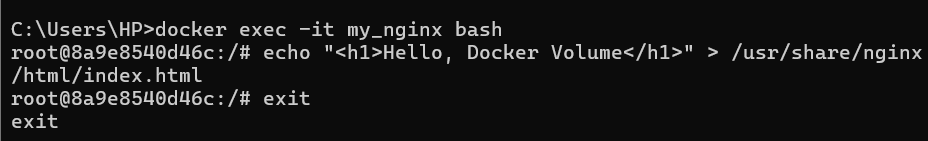 C:\Users\HP>docker exec -it my_nginx bash
root@8a9e8540d46c:/# echo "<h1>Hello, Docker Volume</h1>" > /usr/share/nginx
/html/index.html
root@8a9e8540d46c:/# exit
exit